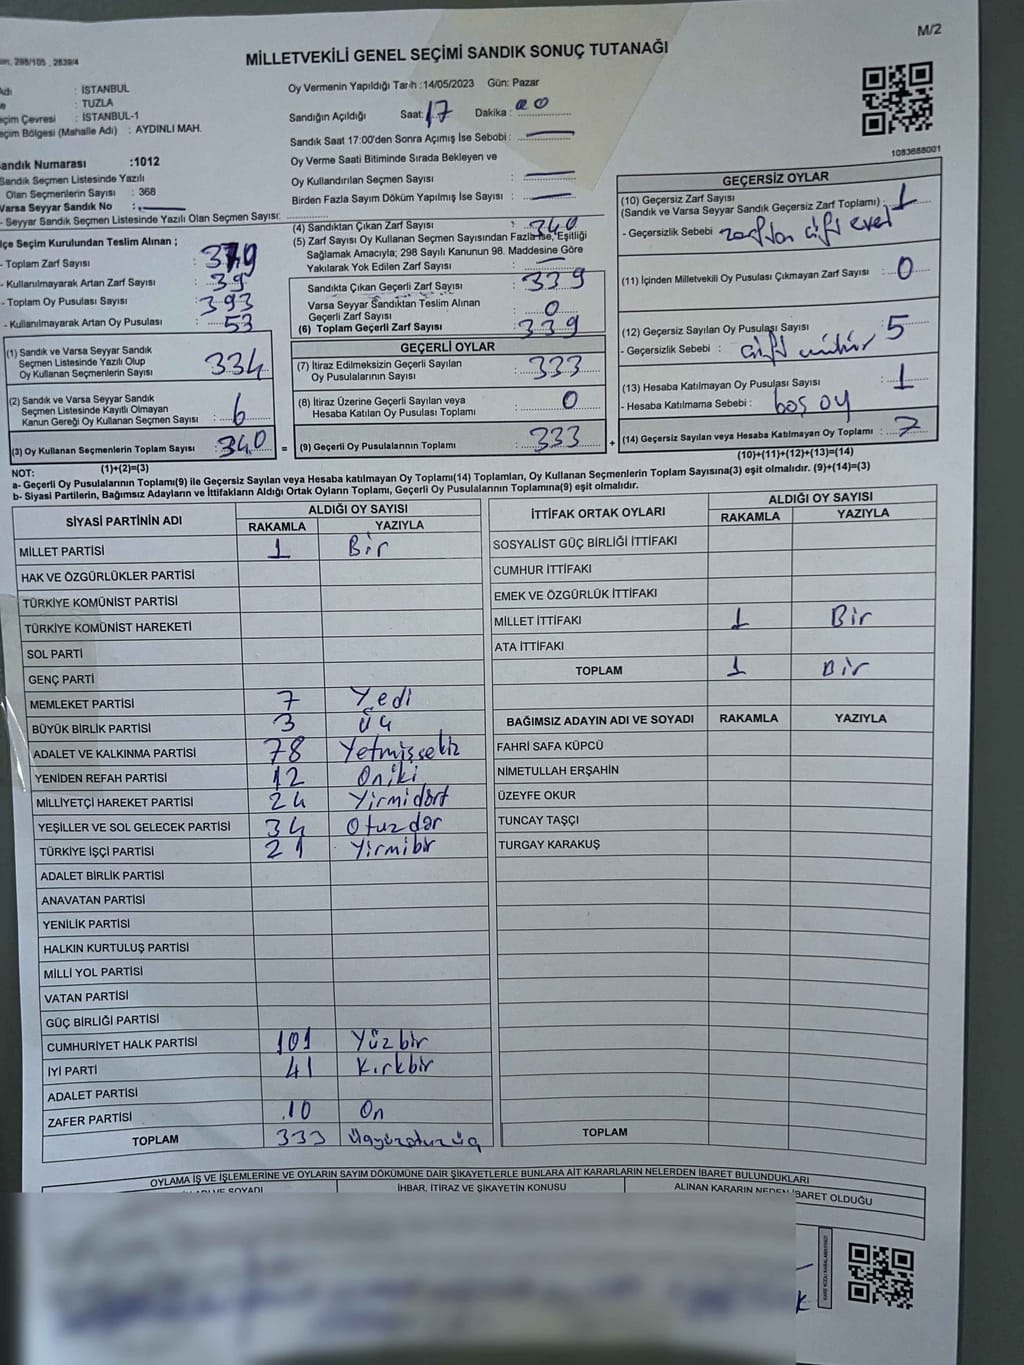 M/2
298/105 , 2839/4
MİLLETVEKİLİ GENEL SEÇİMİ SANDIK SONUÇ TUTANAĞI
: İSTANBUL
: TUZLA
: İSTANBUL-1
Seçim Bölgesi (Mahalle Adı) : AYDINLI MAH.
Sandık Numarası :1012
Sandık Seçmen Listesinde Yazılı
Olan Seçmenlerin Sayısı : 368
Varsa Seyyar Sandık No :
- Seyyar Sandık Seçmen Listesinde Yazılı Olan Seçmen Sayısı:
Oy Vermenin Yapıldığı Tarih :14/05/2023 Gün: Pazar
Sandığın Açıldığı Saat: 17 Dakika : 00
Sandık Saat 17:00'den Sonra Açımış İse Sebebi :
Oy Verme Saati Bitiminde Sırada Bekleyen ve
Oy Kullandırılan Seçmen Sayısı :
Birden Fazla Sayım Döküm Yapılmış İse Sayısı :
1083688001
İlçe Seçim Kurulundan Teslim Alınan ;
- Toplam Zarf Sayısı : 379
- Kullanılmayarak Artan Zarf Sayısı : 39
- Toplam Oy Pusulası Sayısı : 393
- Kullanılmayarak Artan Oy Pusulası : 53
(1) Sandık ve Varsa Seyyar Sandık
Seçmen Listesinde Yazılı Olup
Oy Kullanan Seçmenlerin Sayısı : 334
(2) Sandık ve Varsa Seyyar Sandık
Seçmen Listesinde Kayıtlı Olmayan
Kanun Gereği Oy Kullanan Seçmen Sayısı : 6
(3) Oy Kullanan Seçmenlerin Toplam Sayısı : 340
(1)+(2)=(3)
(4) Sandıktan Çıkan Zarf Sayısı : 340
(5) Zarf Sayısı Oy Kullanan Seçmen Sayısından Fazla İse, Eşitliği
Sağlamak Amacıyla; 298 Sayılı Kanunun 98. Maddesine Göre
Yakılarak Yok Edilen Zarf Sayısı :
Sandıkta Çıkan Geçerli Zarf Sayısı : 339
Varsa Seyyar Sandıktan Teslim Alınan
Geçerli Zarf Sayısı : 0
(6) Toplam Geçerli Zarf Sayısı : 339
GEÇERLİ OYLAR
(7) İtiraz Edilmeksizin Geçerli Sayılan
Oy Pusulalarının Sayısı : 333
(8) İtiraz Üzerine Geçerli Sayılan veya
Hesaba Katılan Oy Pusulası Toplamı : 0
= (9) Geçerli Oy Pusulalarının Toplamı : 333 +
GEÇERSİZ OYLAR
(10) Geçersiz Zarf Sayısı
(Sandık ve Varsa Seyyar Sandık Geçersiz Zarf Toplamı) : 1
- Geçersizlik Sebebi : zarftan çift evet
(11) İçinden Milletvekili Oy Pusulası Çıkmayan Zarf Sayısı : 0
(12) Geçersiz Sayılan Oy Pusulası Sayısı : 5
- Geçersizlik Sebebi : çift mühür
(13) Hesaba Katılmayan Oy Pusulası Sayısı : 1
- Hesaba Katılmama Sebebi : boş oy
(14) Geçersiz Sayılan veya Hesaba Katılmayan Oy Toplamı : 7
(10)+(11)+(12)+(13)=(14)
NOT:
a- Geçerli Oy Pusulalarının Toplamı(9) ile Geçersiz Sayılan veya Hesaba katılmayan Oy Toplamı(14) Toplamları, Oy Kullanan Seçmenlerin Toplam Sayısına(3) eşit olmalıdır. (9)+(14)=(3)
b- Siyasi Partilerin, Bağımsız Adayların ve İttifakların Aldığı Ortak Oyların Toplamı, Geçerli Oy Pusulalarının Toplamına(9) eşit olmalıdır.
SİYASİ PARTİNİN ADI ALDIĞI OY SAYISI
RAKAMLA YAZIYLA
MİLLET PARTİSİ 1 Bir
HAK VE ÖZGÜRLÜKLER PARTİSİ
TÜRKİYE KOMÜNİST PARTİSİ
TÜRKİYE KOMÜNİST HAREKETİ
SOL PARTİ
GENÇ PARTİ
MEMLEKET PARTİSİ 7 Yedi
BÜYÜK BİRLİK PARTİSİ 3 üç
ADALET VE KALKINMA PARTİSİ 78 Yetmişsekiz
YENİDEN REFAH PARTİSİ 12 Oniki
MİLLİYETÇİ HAREKET PARTİSİ 24 Yirmidört
YEŞİLLER VE SOL GELECEK PARTİSİ 34 Otuzdör
TÜRKİYE İŞÇİ PARTİSİ 21 Yirmibir
ADALET BİRLİK PARTİSİ
ANAVATAN PARTİSİ
YENİLİK PARTİSİ
HALKIN KURTULUŞ PARTİSİ
MİLLİ YOL PARTİSİ
VATAN PARTİSİ
GÜÇ BİRLİĞİ PARTİSİ
CUMHURİYET HALK PARTİSİ 101 Yüzbir
İYİ PARTİ 41 Kırkbir
ADALET PARTİSİ
ZAFER PARTİSİ 10 On
TOPLAM 333 üçyüzotuzüç
İTTİFAK ORTAK OYLARI ALDIĞI OY SAYISI
RAKAMLA YAZIYLA
SOSYALİST GÜÇ BİRLİĞİ İTTİFAKI
CUMHUR İTTİFAKI
EMEK VE ÖZGÜRLÜK İTTİFAKI
MİLLET İTTİFAKI 1 Bir
ATA İTTİFAKI
TOPLAM 1 Bir
BAĞIMSIZ ADAYIN ADI VE SOYADI RAKAMLA YAZIYLA
FAHRİ SAFA KÜPCÜ
NİMETULLAH ERŞAHİN
ÜZEYFE OKUR
TUNCAY TAŞÇI
TURGAY KARAKUŞ
TOPLAM
OYLAMA İŞ VE İŞLEMLERİNE VE OYLARIN SAYIM DÖKÜMÜNE DAİR ŞİKAYETLERLE BUNLARA AİT KARARLARIN NELERDEN İBARET BULUNDUKLARI
VE SOYADI İHBAR, İTİRAZ VE ŞİKAYETİN KONUSU ALINAN KARARIN NEDEN İBARET OLDUĞU